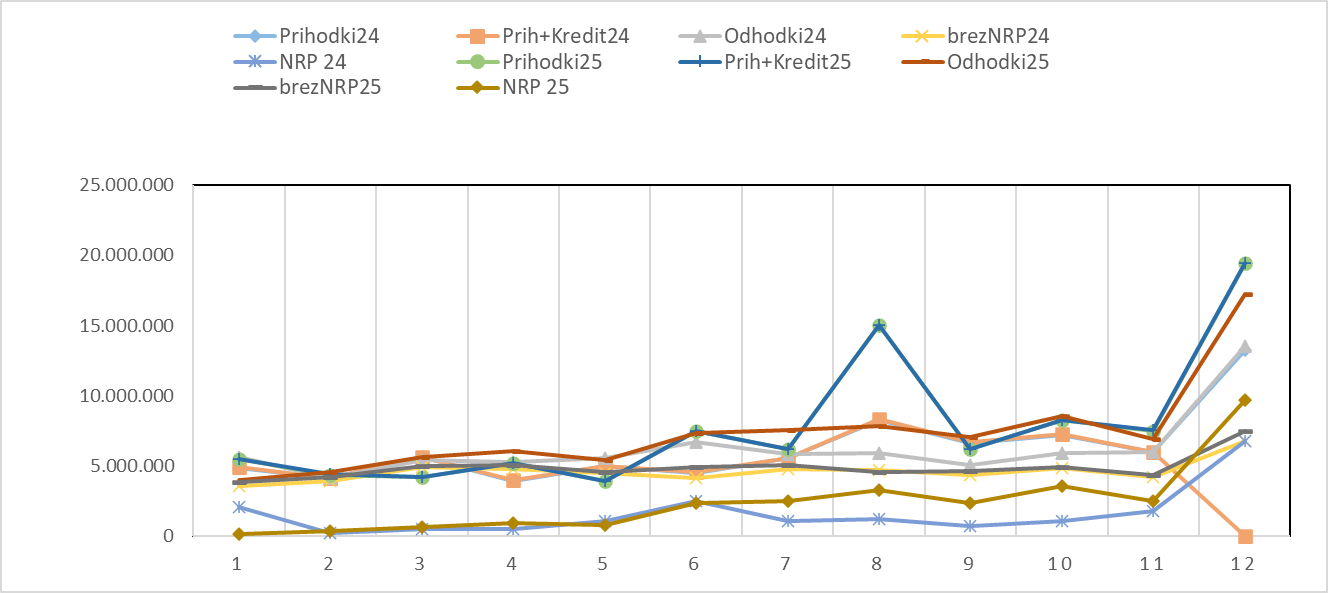 Prihodki24 Prih+Kredit24 Odhodki24 brezNRP24
NRP 24 Prihodki25 Prih+Kredit25 Odhodki25
brezNRP25 NRP 25
25.000.000
20.000.000
15.000.000
10.000.000
5.000.000
0
1 2 3 4 5 6 7 8 9 10 11 12